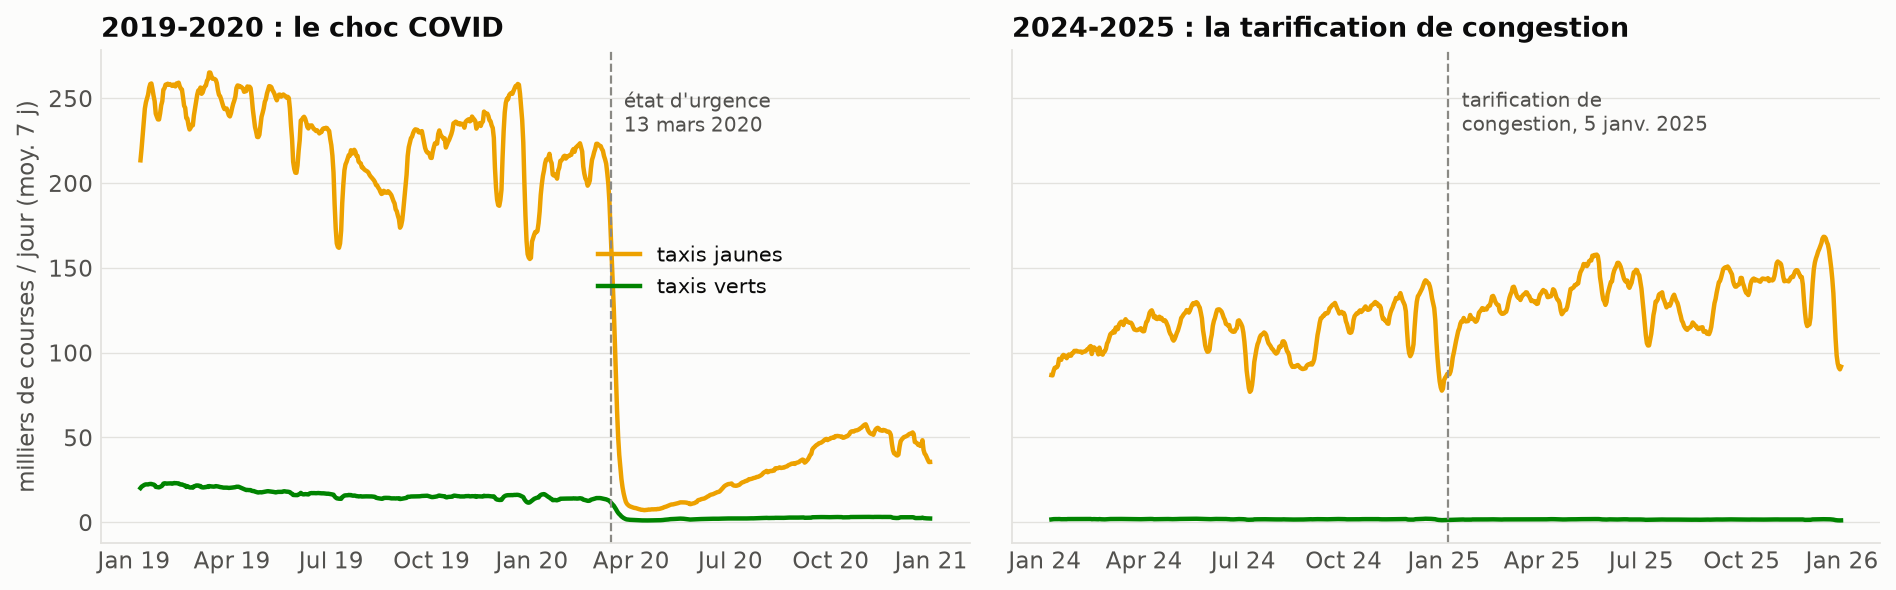 2019-2020 : le choc COVID
milliers de courses / jour (moy. 7 j)
250
200
150
100
50
0
état d'urgence
13 mars 2020
taxis jaunes
taxis verts
Jan 19 Avr 19 Jul 19 Oct 19 Jan 20 Avr 20 Jul 20 Oct 20 Jan 21
2024-2025 : la tarification de congestion
tarification de
congestion, 5 janv. 2025
Jan 24 Apr 24 Jul 24 Oct 24 Jan 25 Apr 25 Jul 25 Oct 25 Jan 26